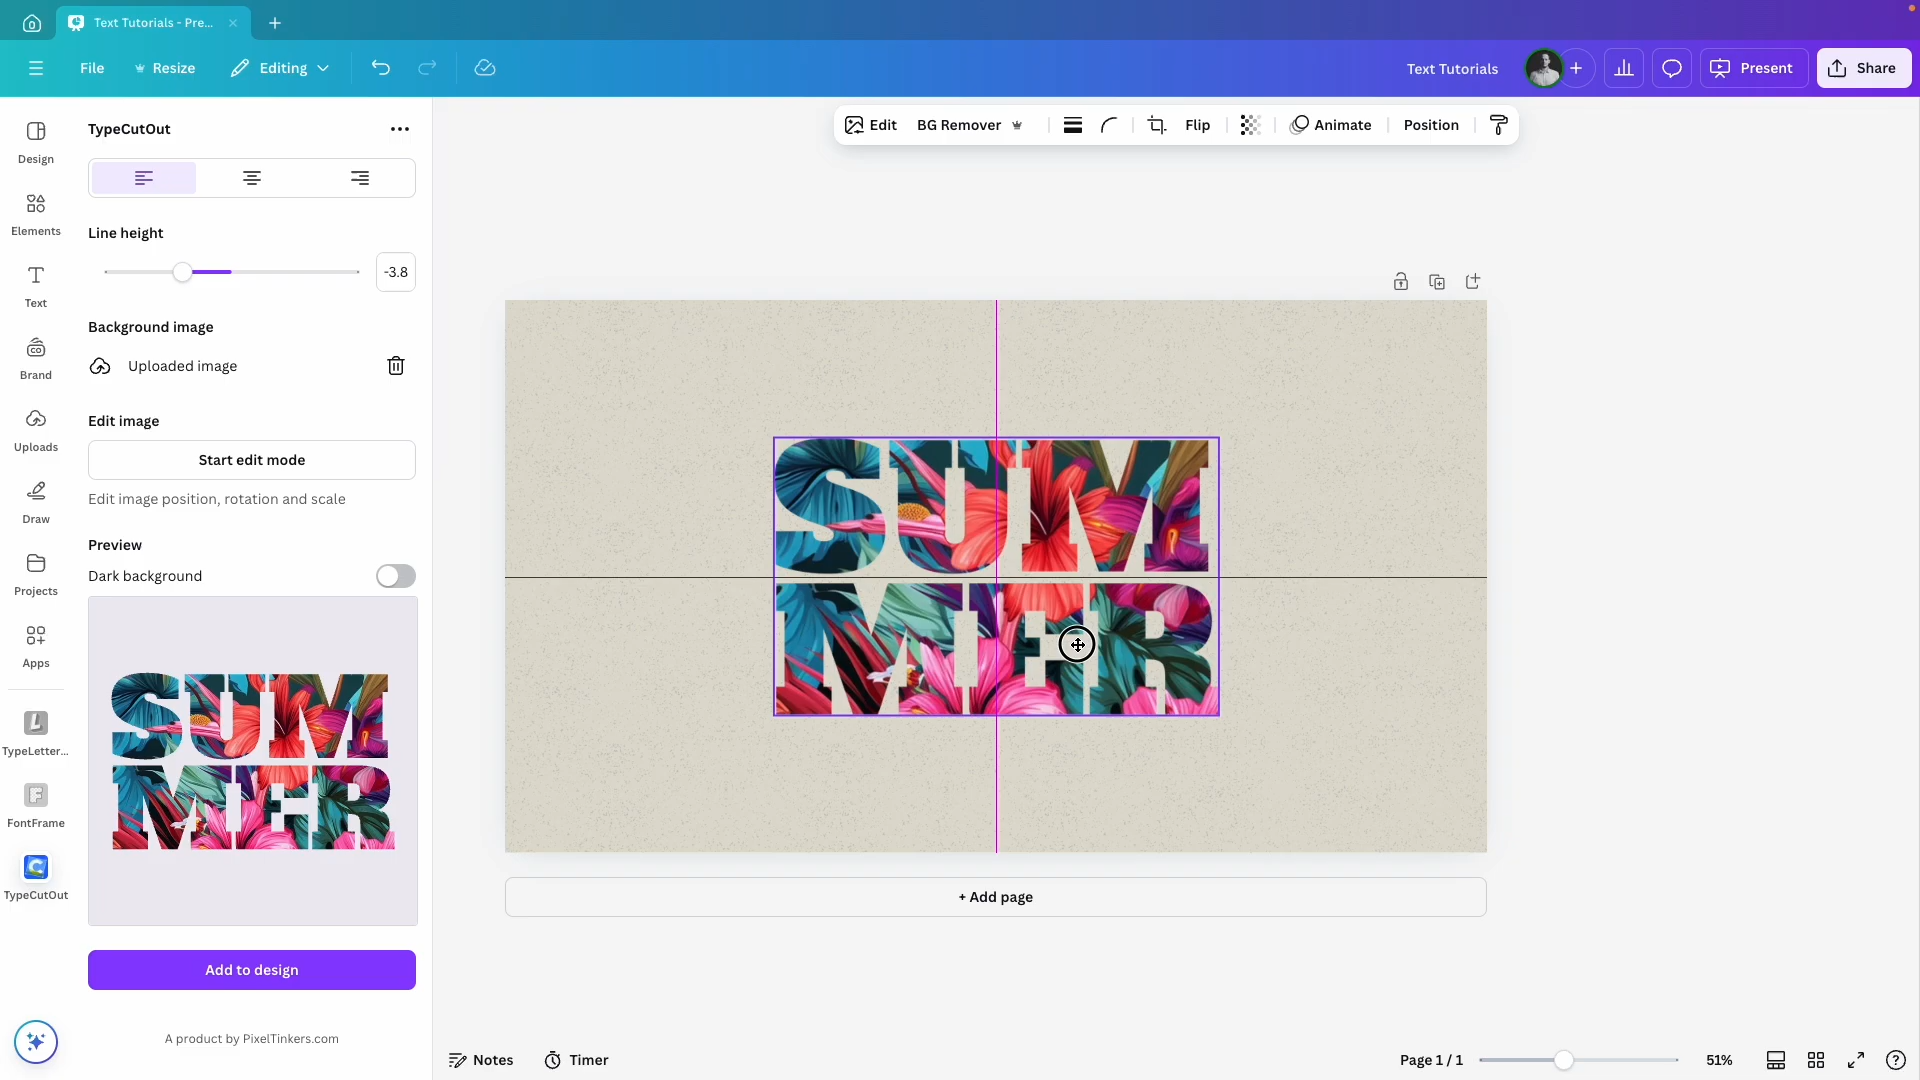 Text Tutorials - Pre...
File
Resize
Editing
Text Tutorials
Present
Share
Design
Elements
Text
Brand
Uploads
Draw
Projects
Apps
TypeLetter...
FontFrame
TypeCutOut
TypeCutOut
Line height
-3.8
Background image
Uploaded image
Edit image
Start edit mode
Edit image position, rotation and scale
Preview
Dark background
SUM
MER
Add to design
A product by PixelTinkers.com
Edit
BG Remover
Flip
Animate
Position
SUM
MER
+ Add page
Notes
Timer
Page 1 / 1
51%